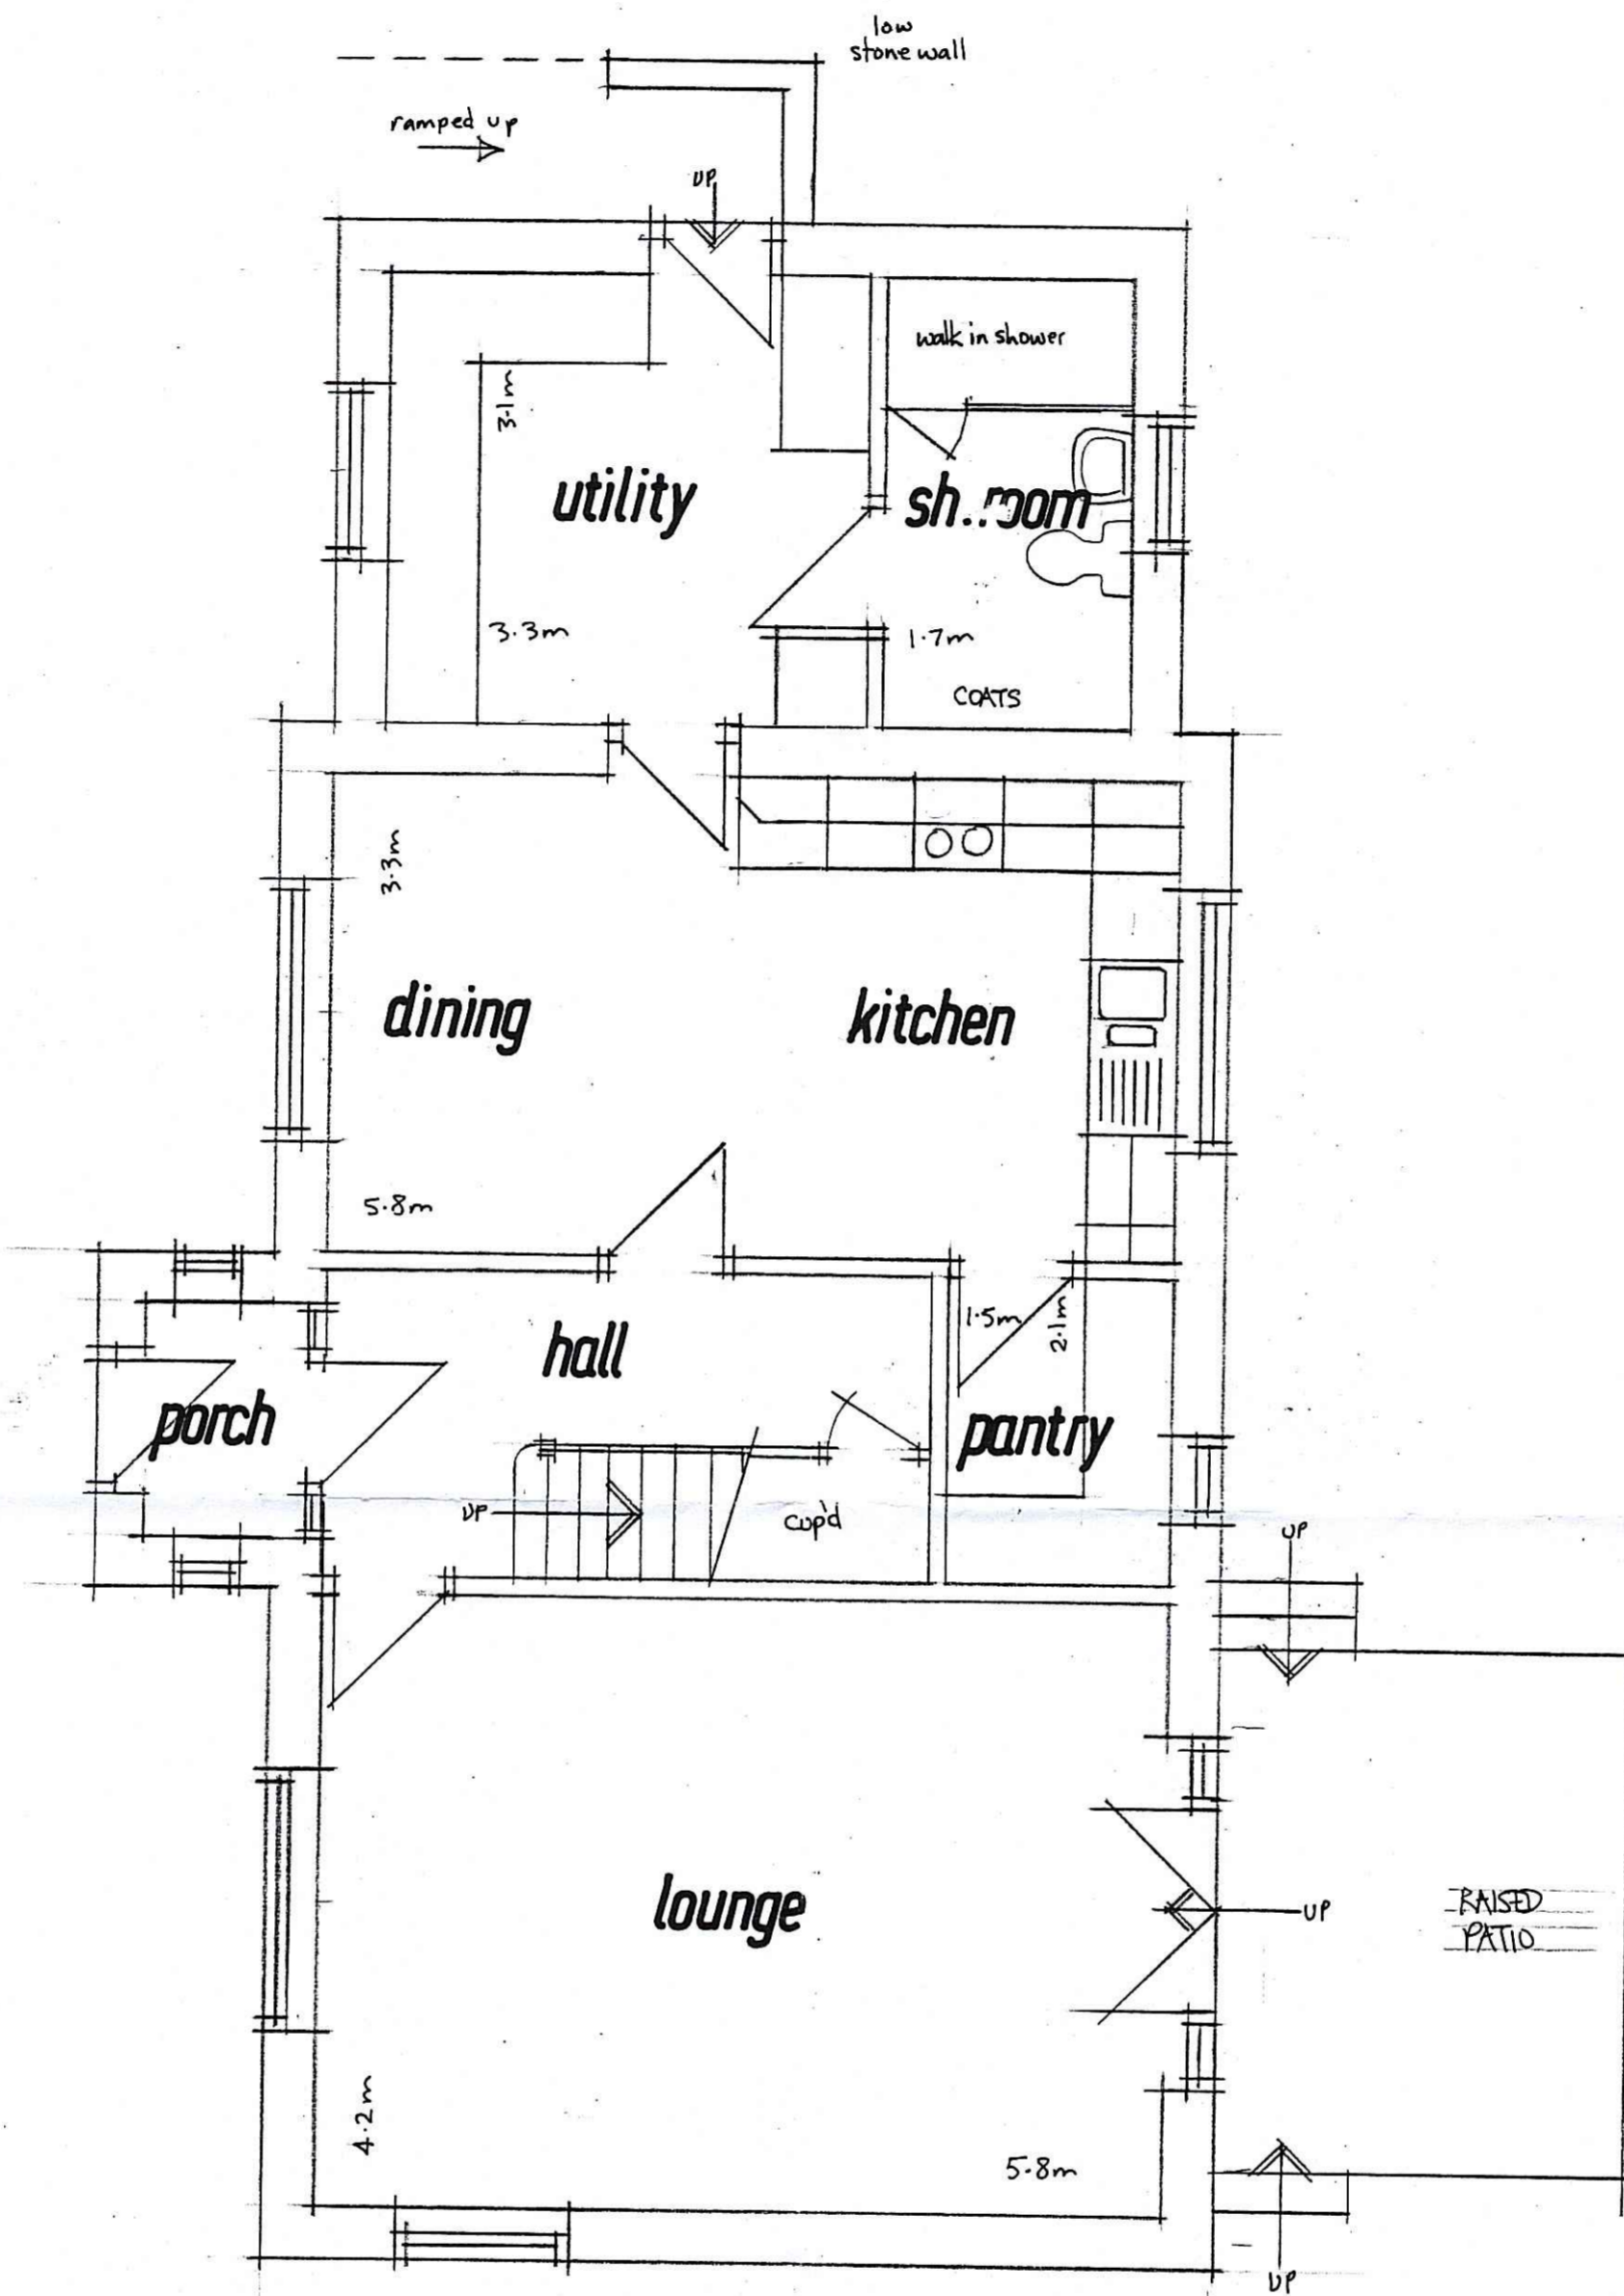 low
stone wall
ramped up
UP
walk in shower
3.1m
utility
sh..room
3.3m
1.7m
COATS
3.3m
dining
kitchen
5.8m
hall
1.5m
2.1m
porch
pantry
UP
cup'd
UP
lounge
UP
RAISED
PATIO
4.2m
5.8m
UP